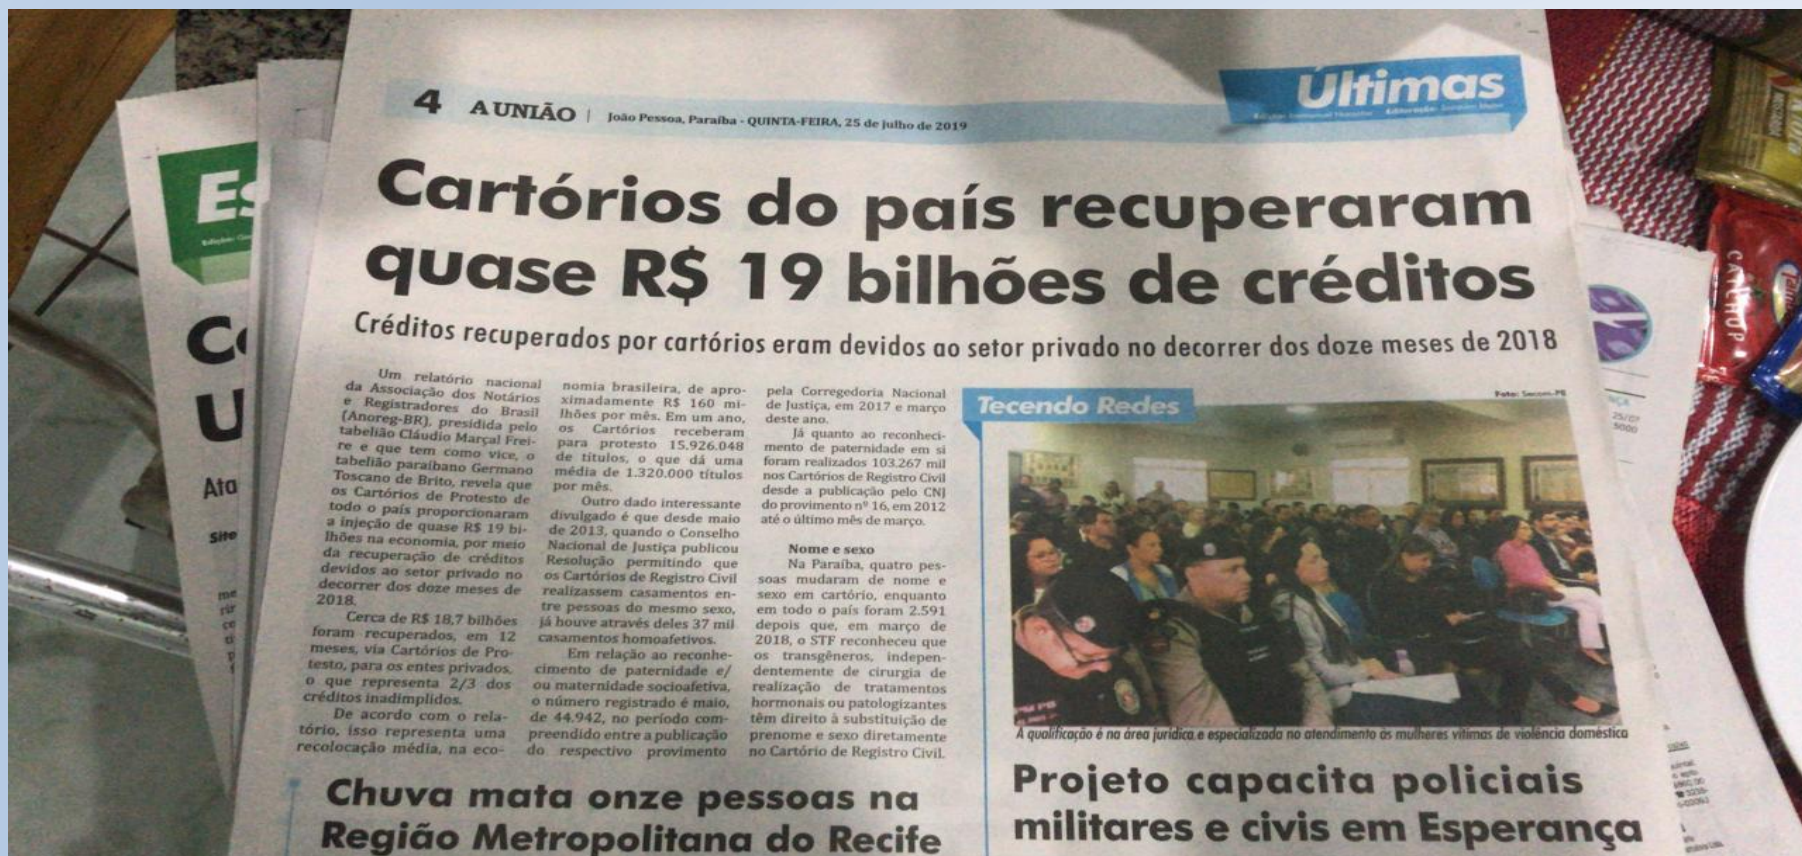 4 A UNIÃO | João Pessoa, Paraíba - QUINTA-FEIRA, 25 de julho de 2019
Últimas
Cartórios do país recuperaram
quase R$ 19 bilhões de créditos
Créditos recuperados por cartórios eram devidos ao setor privado no decorrer dos doze meses de 2018
Um relatório nacional
da Associação dos Notários
e Registradores do Brasil
(Anoreg-BR), presidida pelo
tabelião Cláudio Marçal Frei-
re e que tem como vice, o
tabelião paraibano Germano
Toscano de Brito, revela que
os Cartórios de Protesto de
todo o país proporcionaram
a injeção de quase R$ 19 bi-
lhões na economia, por meio
da recuperação de créditos
devidos ao setor privado no
decorrer dos doze meses de
2018.
Cerca de R$ 18,7 bilhões
foram recuperados, em 12
meses, via Cartórios de Pro-
testo, para os entes privados,
o que representa 2/3 dos
créditos inadimplidos.
De acordo com o rela-
tório, isso representa uma
recolocação média, na eco-
nomia brasileira, de apro-
ximadamente R$ 160 mi-
lhões por mês. Em um ano,
os Cartórios receberam
para protesto 15.926.048
de títulos, o que dá uma
média de 1.320.000 títulos
por mês.
Outro dado interessante
divulgado é que desde maio
de 2013, quando o Conselho
Nacional de Justiça publicou
Resolução permitindo que
os Cartórios de Registro Civil
realizassem casamentos en-
tre pessoas do mesmo sexo,
já houve através deles 37 mil
casamentos homoafetivos.
Em relação ao reconhe-
cimento de paternidade e/
ou maternidade socioafetiva,
o número registrado é maio,
de 44.942, no período com-
preendido entre a publicação
do respectivo provimento
pela Corregedoria Nacional
de Justiça, em 2017 e março
deste ano.
Já quanto ao reconheci-
mento de paternidade em si
foram realizados 103.267 mil
nos Cartórios de Registro Civil
desde a publicação pelo CNJ
do provimento nº 16, em 2012
até o último mês de março.
Nome e sexo
Na Paraíba, quatro pes-
soas mudaram de nome e
sexo em cartório, enquanto
em todo o país foram 2.591
depois que, em março de
2018, o STF reconheceu que
os transgêneros, indepen-
dentemente de cirurgia de
realização de tratamentos
hormonais ou patologizantes
têm direito à substituição de
prenome e sexo diretamente
no Cartório de Registro Civil.
Tecendo Redes
Foto: Secom-PB
A qualificação é na área jurídica e especializada no atendimento às mulheres vítimas de violência doméstica
Chuva mata onze pessoas na
Região Metropolitana do Recife
Projeto capacita policiais
militares e civis em Esperança
Es
Co
U
Ata
Site
CATCHUP
25/07
5000